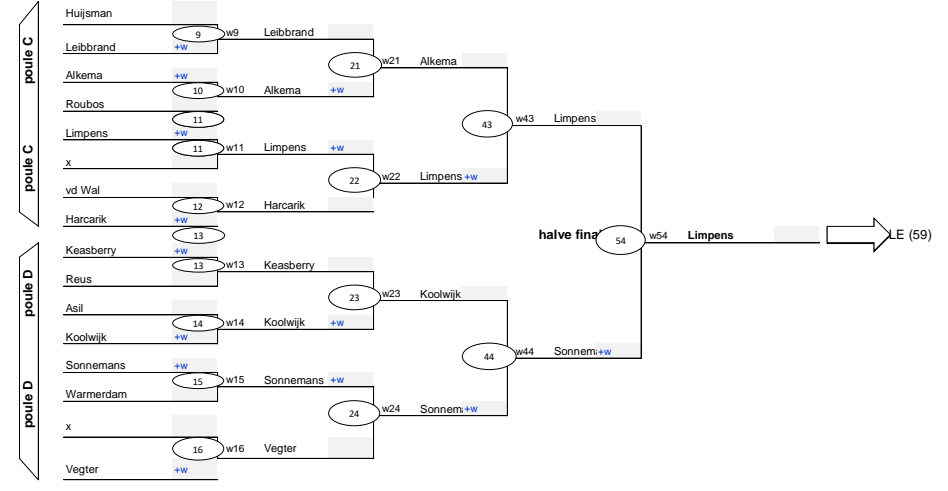 Huijsman
9 w9 Leibbrand
Leibbrand +w
poule C
21 w21 Alkema
Alkema +w
10 w10 Alkema +w
Roubos
11
43 w43 Limpens
Limpens +w
11 w11 Limpens +w
poule C
x
22 w22 Limpens +w
vd Wal
12 w12 Harcarik
Harcarik +w
13
halve fina 54 w54 Limpens LE (59)
Keasberry +w
13 w13 Keasberry
poule D
Reus
23 w23 Koolwijk
Asil
14 w14 Koolwijk +w
Koolwijk +w
44 w44 Sonnem +w
Sonnemans +w
15 w15 Sonnemans +w
poule D
Warmerdam
24 w24 Sonnem +w
x
16 w16 Vegter
Vegter +w